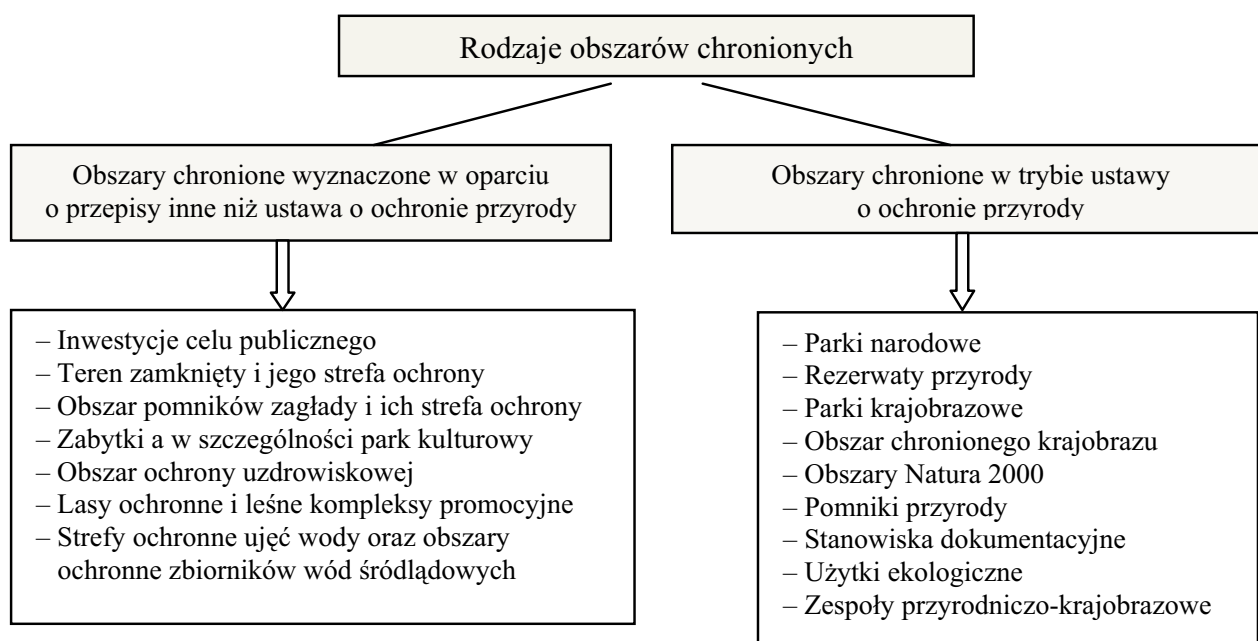 Rodzaje obszarów chronionych
Obszary chronione wyznaczone w oparciu
o przepisy inne niż ustawa o ochronie przyrody
Obszary chronione w trybie ustawy
o ochronie przyrody
– Inwestycje celu publicznego
– Teren zamknięty i jego strefa ochrony
– Obszar pomników zagłady i ich strefa ochrony
– Zabytki a w szczególności park kulturowy
– Obszar ochrony uzdrowiskowej
– Lasy ochronne i leśne kompleksy promocyjne
– Strefy ochronne ujęć wody oraz obszary
ochronne zbiorników wód śródlądowych
– Parki narodowe
– Rezerwaty przyrody
– Parki krajobrazowe
– Obszar chronionego krajobrazu
– Obszary Natura 2000
– Pomniki przyrody
– Stanowiska dokumentacyjne
– Użytki ekologiczne
– Zespoły przyrodniczo-krajobrazowe